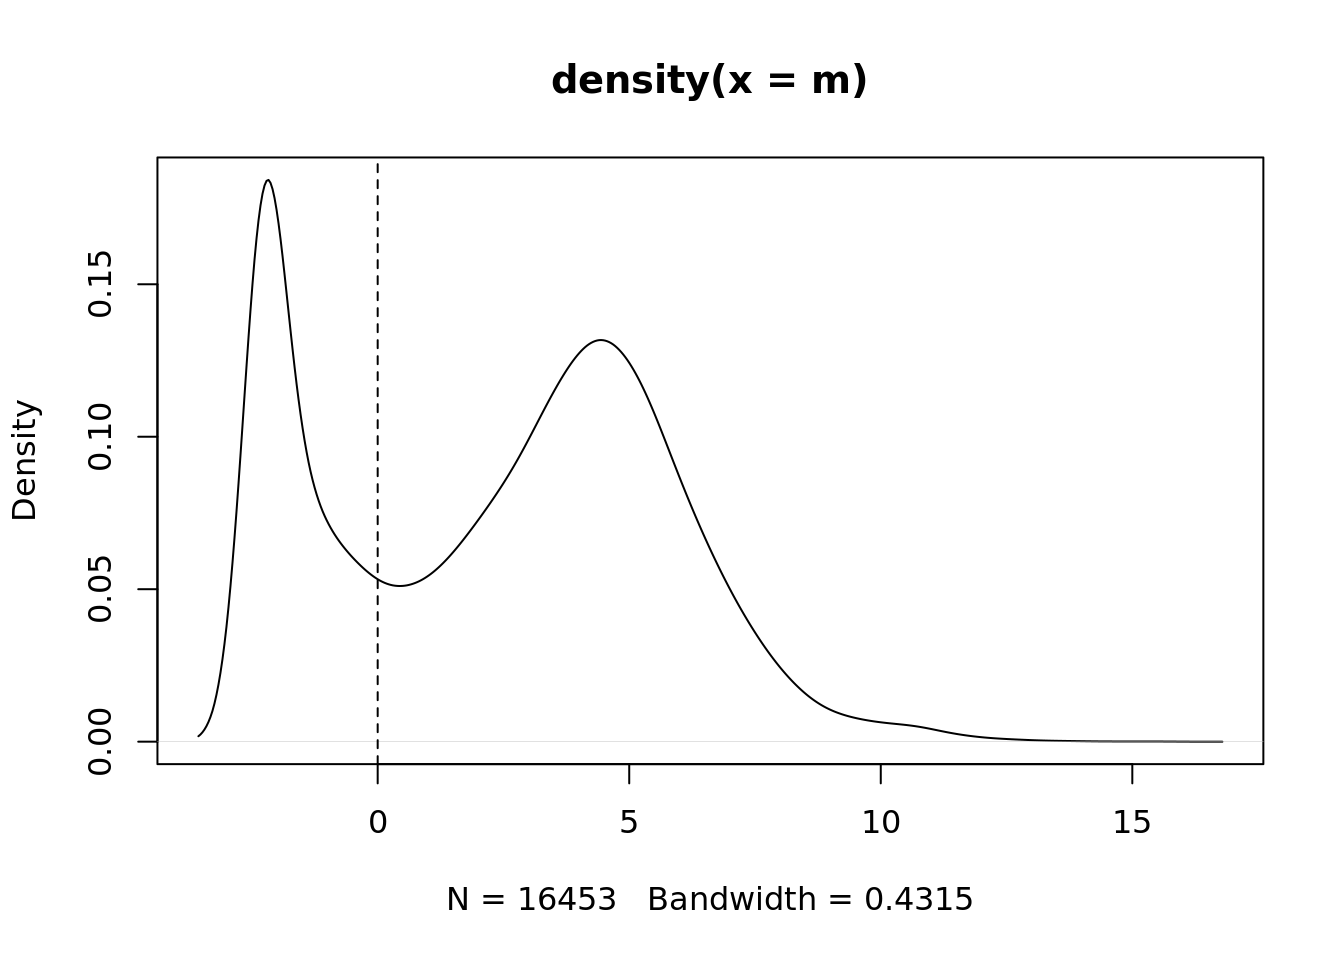 density(x = m)
Density
0.15
0.10
0.05
0.00
0 5 10 15
N = 16453 Bandwidth = 0.4315